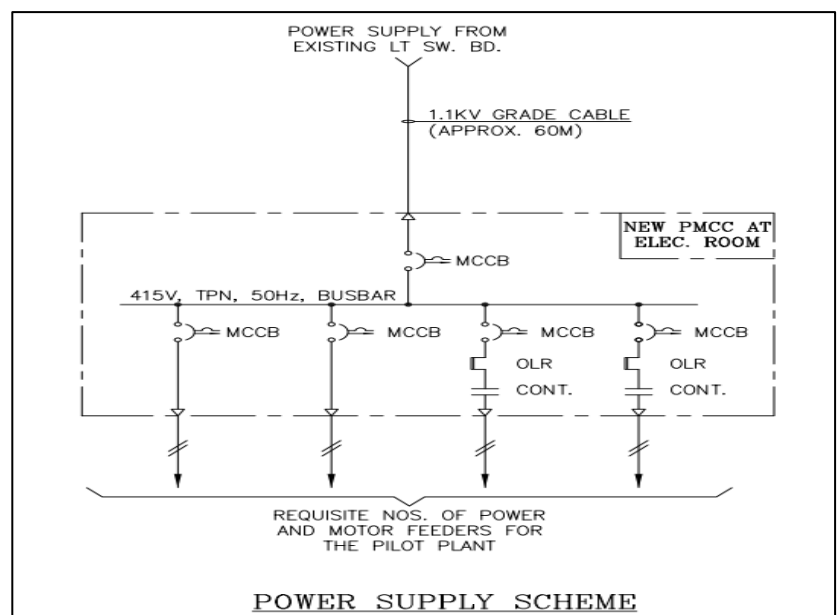 POWER SUPPLY FROM
EXISTING LT SW. BD.
1.1KV GRADE CABLE
(APPROX. 60M)
NEW PMCC AT
ELEC. ROOM
MCCB
415V, TPN, 50Hz, BUSBAR
MCCB
MCCB
MCCB
MCCB
OLR
OLR
CONT.
CONT.
REQUISITE NOS. OF POWER
AND MOTOR FEEDERS FOR
THE PILOT PLANT
POWER SUPPLY SCHEME